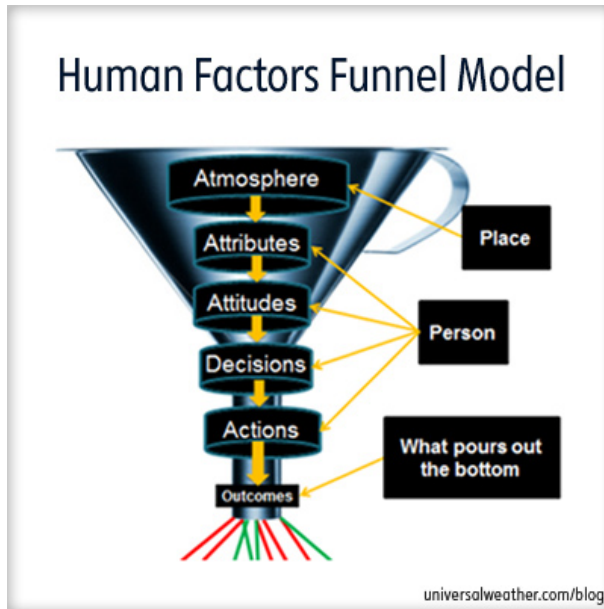 Human Factors Funnel Model
Atmosphere
Attributes
Attitudes
Decisions
Actions
Outcomes
Place
Person
What pours out
the bottom
universalweather.com/blog